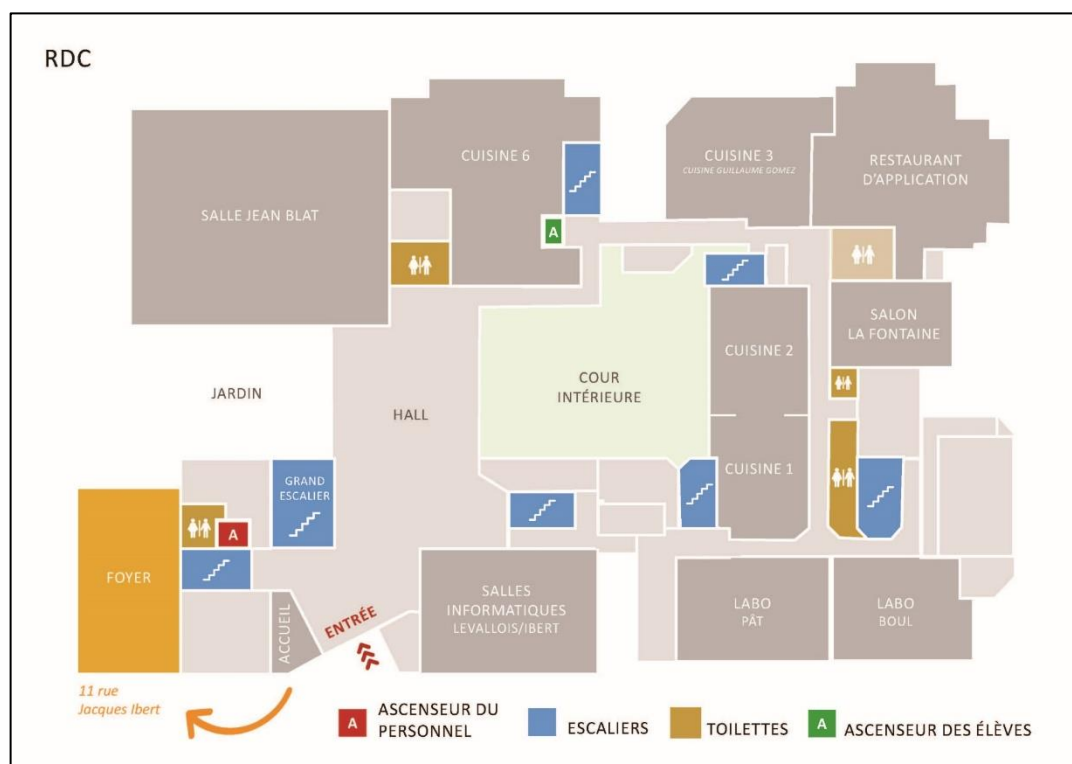 RDC
CUISINE 6
CUISINE 3
CUISINE GUILLAUME GOMEZ
RESTAURANT
D'APPLICATION
SALLE JEAN BLAT
A
SALON
LA FONTAINE
CUISINE 2
COUR
INTÉRIEURE
JARDIN
HALL
CUISINE 1
GRAND
ESCALIER
A
FOYER
SALLES
INFORMATIQUES
LEVALLOIS/IBERT
LABO
PÂT
LABO
BOUL
ACCUEIL
ENTRÉE
11 rue
Jacques Ibert
A ASCENSEUR DU
PERSONNEL
ESCALIERS
TOILETTES
A ASCENSEUR DES ÉLÈVES